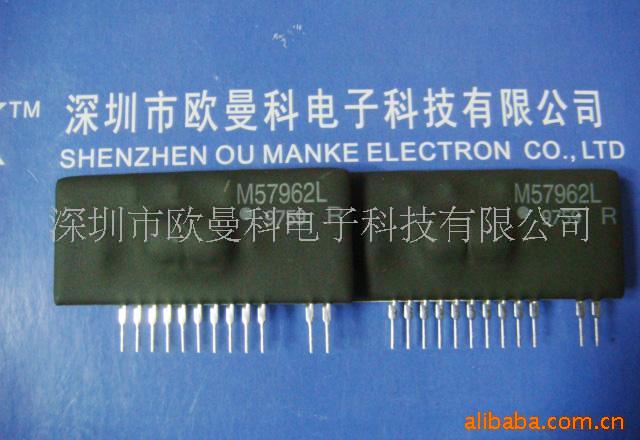 TM
深圳市欧曼科电子科技有限公司
SHENZHEN OU MANKE ELECTRON CO.,LTD
M57962L
R
M57962L
R
深圳市欧曼科电子科技有限公司
alibaba.com.cn